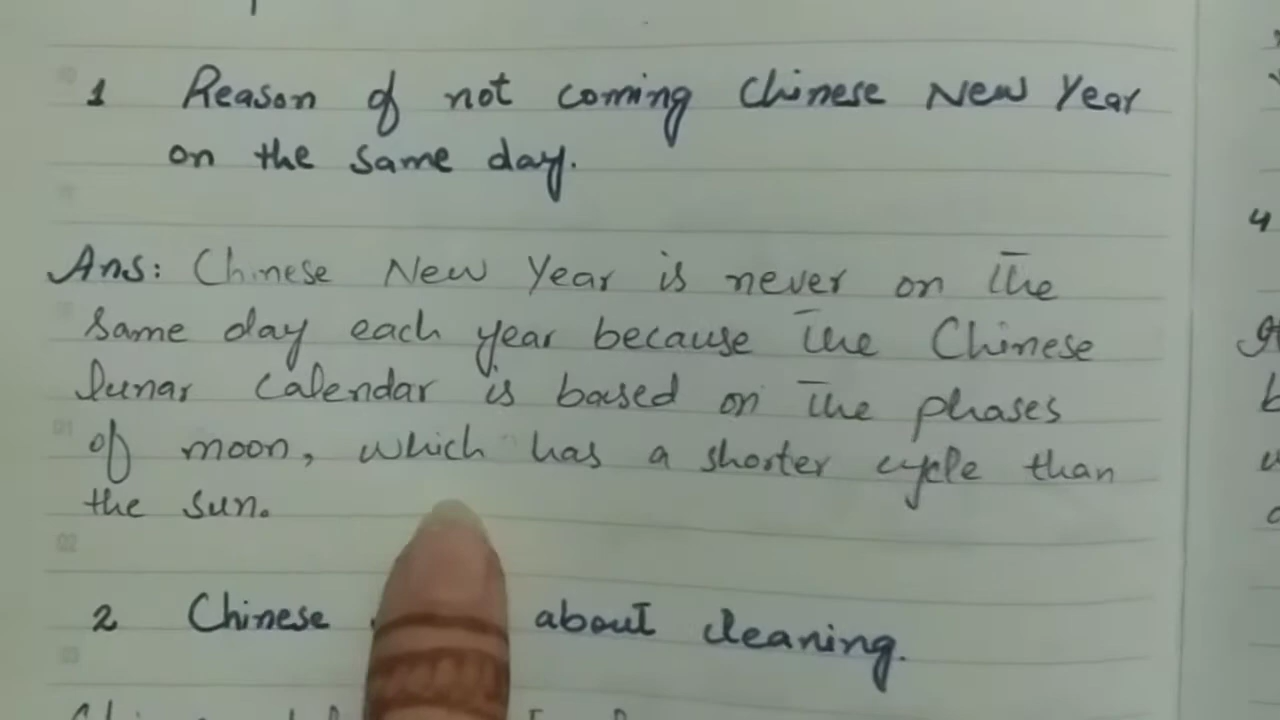 1 Reason of not coming Chinese New Year
on the same day.
Ans: Chinese New Year is never on the
same day each year because the Chinese
lunar calendar is based on the phases
of moon, which has a shorter cycle than
the sun.
02
2 Chinese about cleaning.
4